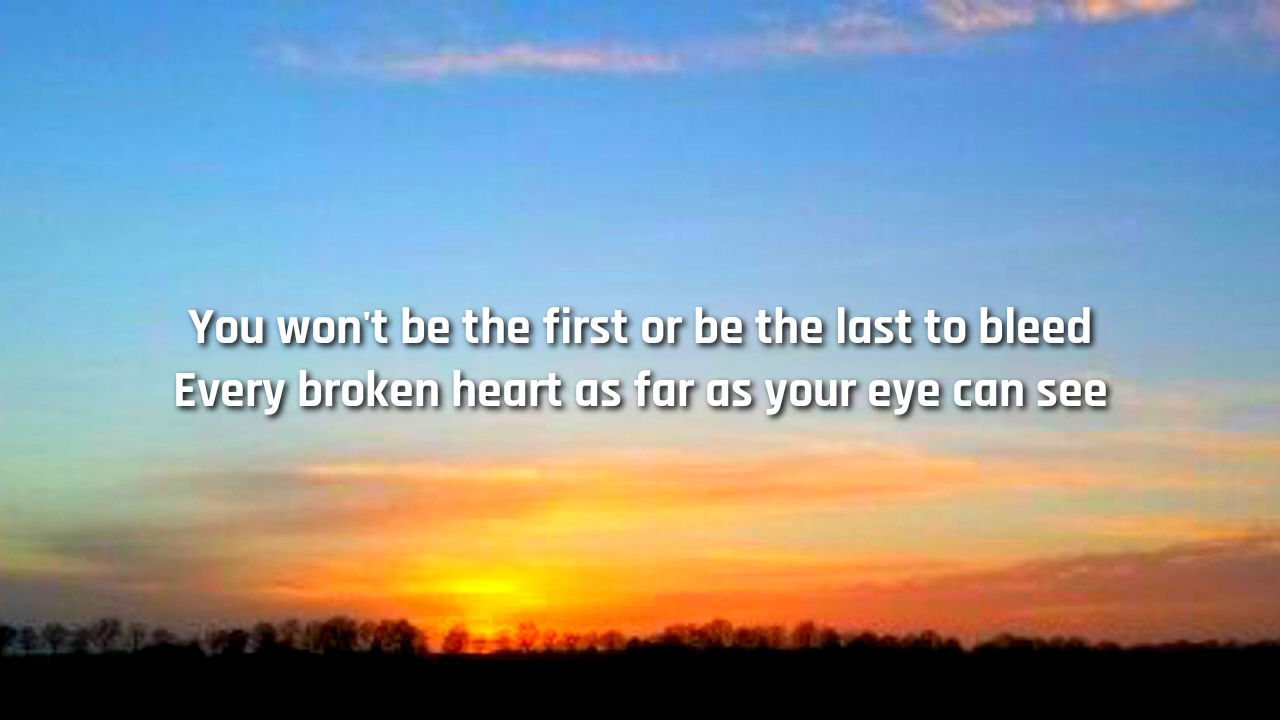 You won't be the first or be the last to bleed
Every broken heart as far as your eye can see